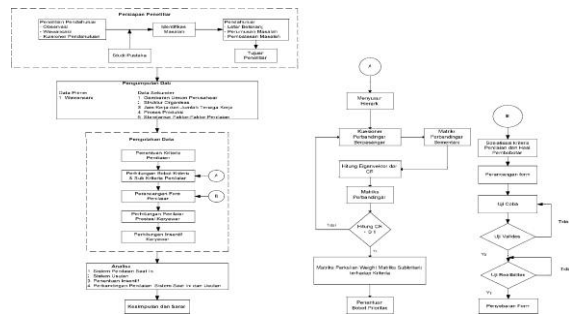 Persiapan Penelitian
Penelitian Pendahuluan
- Observasi
- Wawancara
- Kuesioner Pendahuluan
Identifikasi
Masalah
Pendahuluan
- Latar Belakang
- Perumusan Masalah
- Pembatasan Masalah
Studi Pustaka
Tujuan
Penelitian
Pengumpulan Data
Data Primer
1. Wawancara
Data Sekunder
1. Gambaran Umum Perusahaan
2. Struktur Organisasi
3. Jam Kerja dan Jumlah Tenaga Kerja
4. Proses Produksi
5. Faktor-Faktor Penilaian
Pengolahan Data
Penentuan Kriteria
Penilaian
Perhitungan Bobot Kriteria
& Sub Kriteria Penilaian
A
Perancangan Form
Penilaian
B
Perhitungan Penilaian
Prestasi Karyawan
Perhitungan Insentif
Karyawan
Analisa
1. Sistem Penilaian Saat Ini
2. Sistem Usulan
3. Penentuan Insentif
4. Perbandingan Penilaian Sistem Saat Ini dan Usulan
Kesimpulan dan Saran
A
Menyusun
Hirarki
Kuesioner
Perbandingan
Berpasangan
Matriks
Perbandingan
Berpasangan
Hitung Eigenvektor dan
CR
Matriks
Perbandingan
Tidak
Hitung CR
Ya
Matriks Perkalian Weight Matriks Subkriteria
terhadap Kriteria
Penentuan
Bobot Prioritas
B
Sosialisasi Kriteria
Penilaian dan Hasil
Pembobotan
Perancangan Form
Uji Coba
Tidak
Uji Validitas
Ya
Tidak
Uji Reliabilitas
Ya
Penyebaran Form